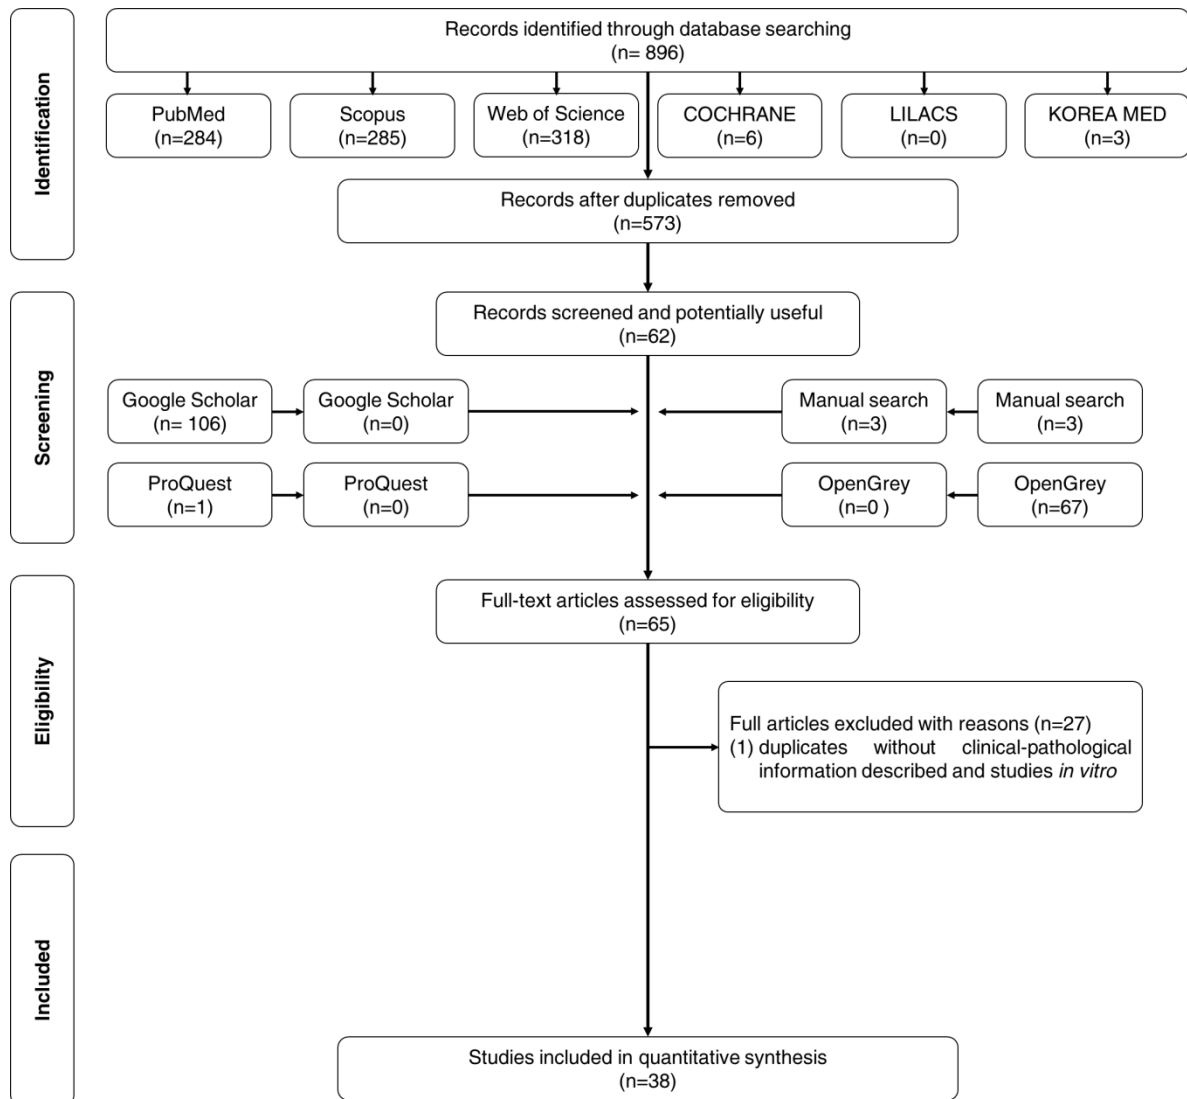 Identification
Records identified through database searching
(n= 896)
PubMed
(n=284)
Scopus
(n=285)
Web of Science
(n=318)
COCHRANE
(n=6)
LILACS
(n=0)
KOREA MED
(n=3)
Records after duplicates removed
(n=573)
Screening
Records screened and potentially useful
(n=62)
Google Scholar
(n= 106)
Google Scholar
(n=0)
Manual search
(n=3)
Manual search
(n=3)
ProQuest
(n=1)
ProQuest
(n=0)
OpenGrey
(n=0 )
OpenGrey
(n=67)
Eligibility
Full-text articles assessed for eligibility
(n=65)
Full articles excluded with reasons (n=27)
(1) duplicates without clinical-pathological
information described and studies in vitro
Included
Studies included in quantitative synthesis
(n=38)